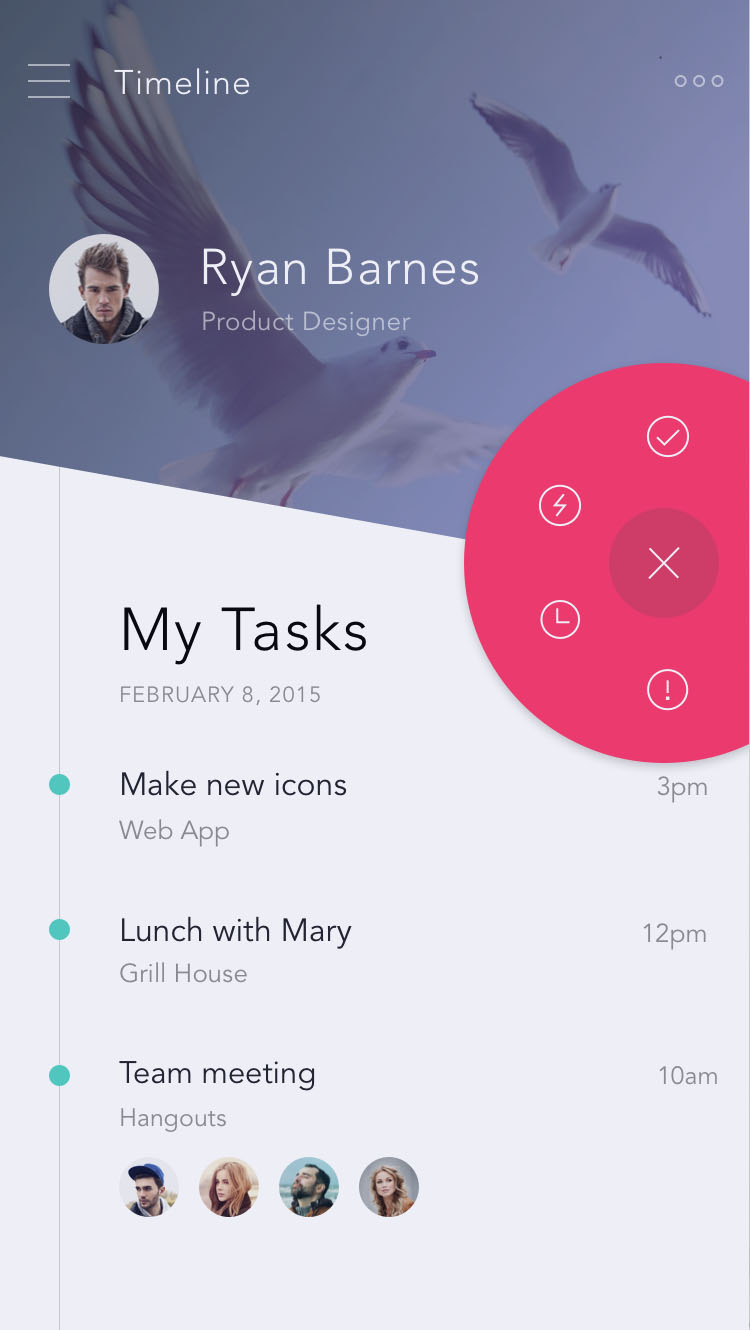 Timeline
Ryan Barnes
Product Designer
My Tasks
FEBRUARY 8, 2015
Make new icons 3pm
Web App
Lunch with Mary 12pm
Grill House
Team meeting 10am
Hangouts